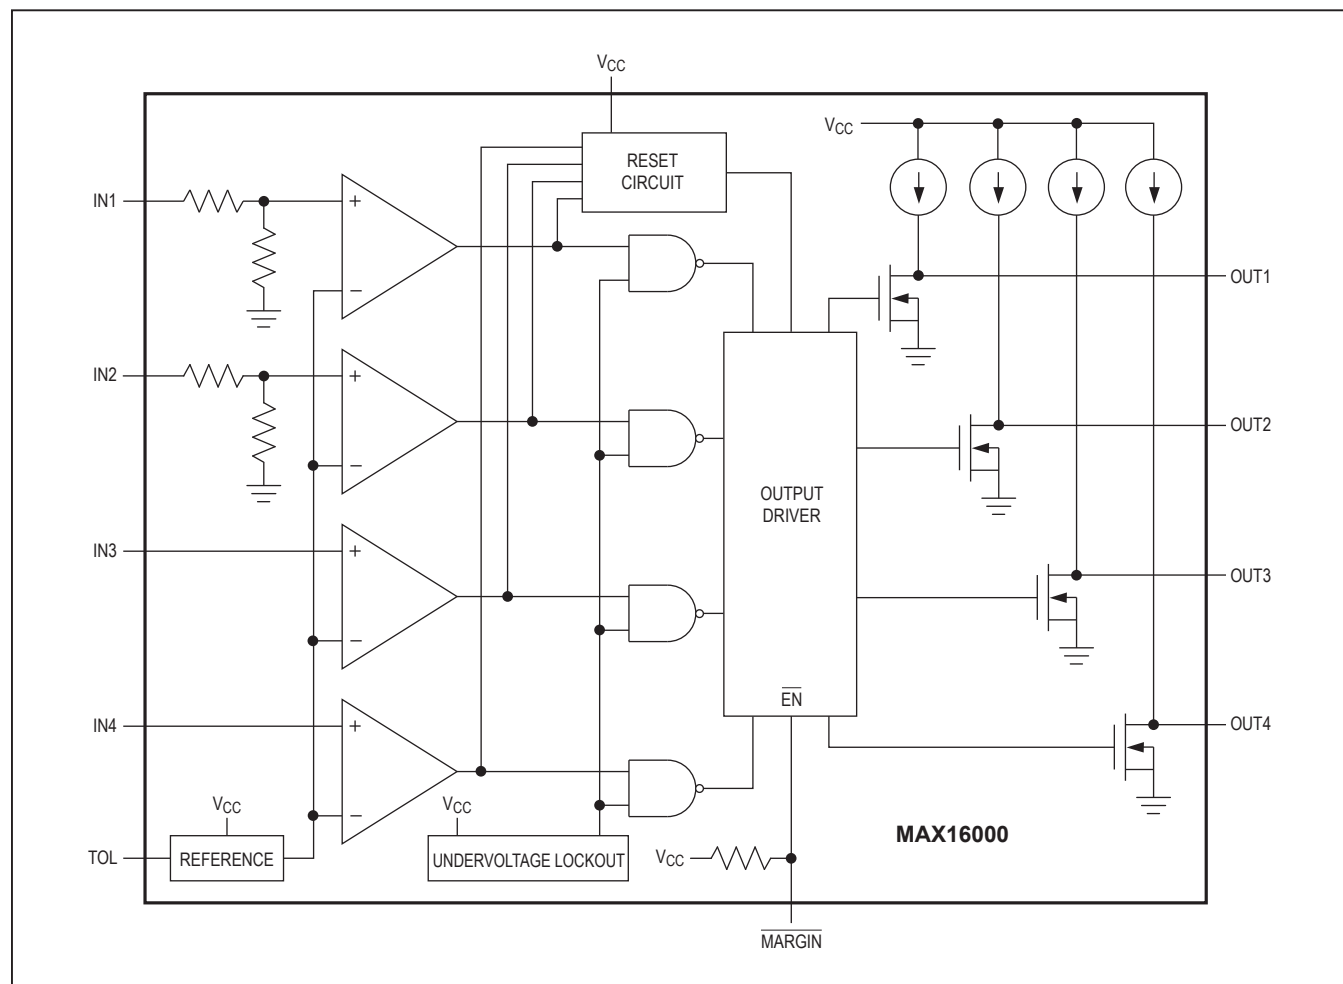 VCC
VCC
RESET
CIRCUIT
IN1
+
−
OUT1
IN2
+
−
OUT2
OUTPUT
DRIVER
IN3
+
−
OUT3
EN
IN4
+
−
OUT4
VCC
VCC
MAX16000
TOL
REFERENCE
UNDERVOLTAGE LOCKOUT
VCC
MARGIN